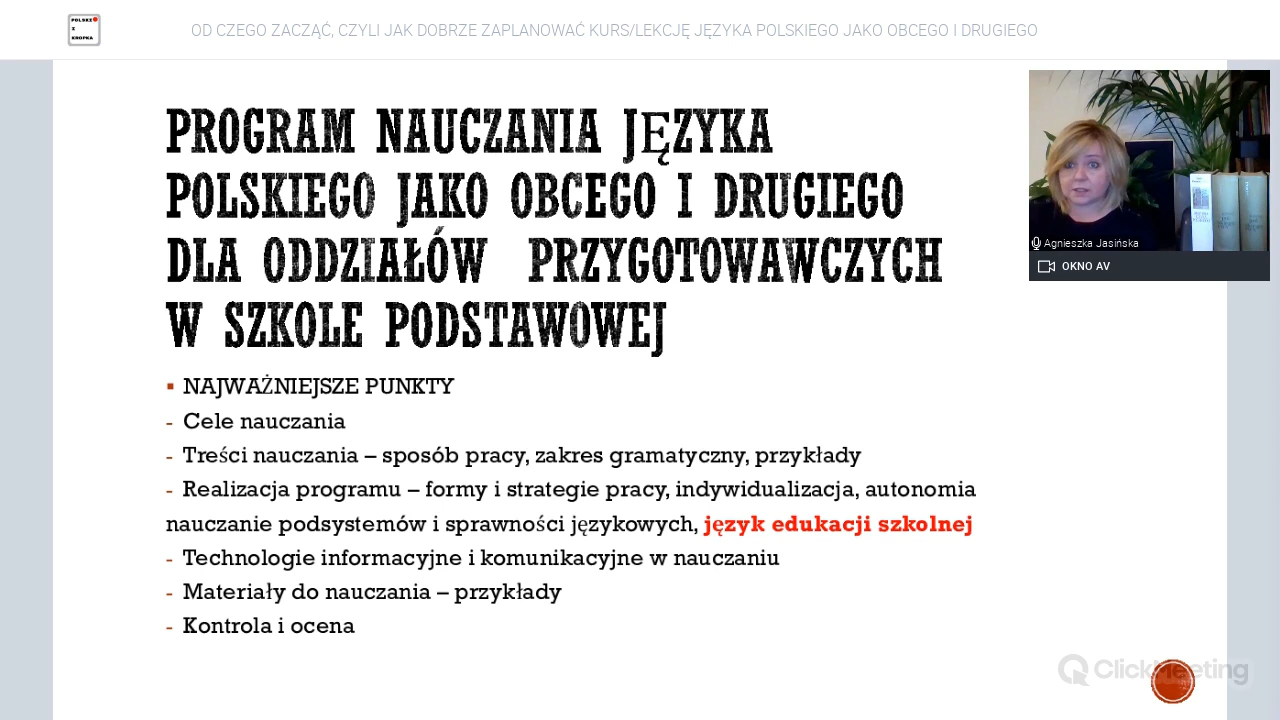 POLSKI
Z
KROPKĄ
OD CZEGO ZACZĄĆ, CZYLI JAK DOBRZE ZAPLANOWAĆ KURS/LEKCJĘ JĘZYKA POLSKIEGO JAKO OBCEGO I DRUGIEGO
PROGRAM NAUCZANIA JĘZYKA
POLSKIEGO JAKO OBCEGO I DRUGIEGO
DLA ODDZIAŁÓW PRZYGOTOWAWCZYCH
W SZKOLE PODSTAWOWEJ
Agnieszka Jasińska
OKNO AV
▪ NAJWAŻNIEJSZE PUNKTY
- Cele nauczania
- Treści nauczania – sposób pracy, zakres gramatyczny, przykłady
- Realizacja programu – formy i strategie pracy, indywidualizacja, autonomia
nauczanie podsystemów i sprawności językowych, język edukacji szkolnej
- Technologie informacyjne i komunikacyjne w nauczaniu
- Materiały do nauczania – przykłady
- Kontrola i ocena
ClickMeeting